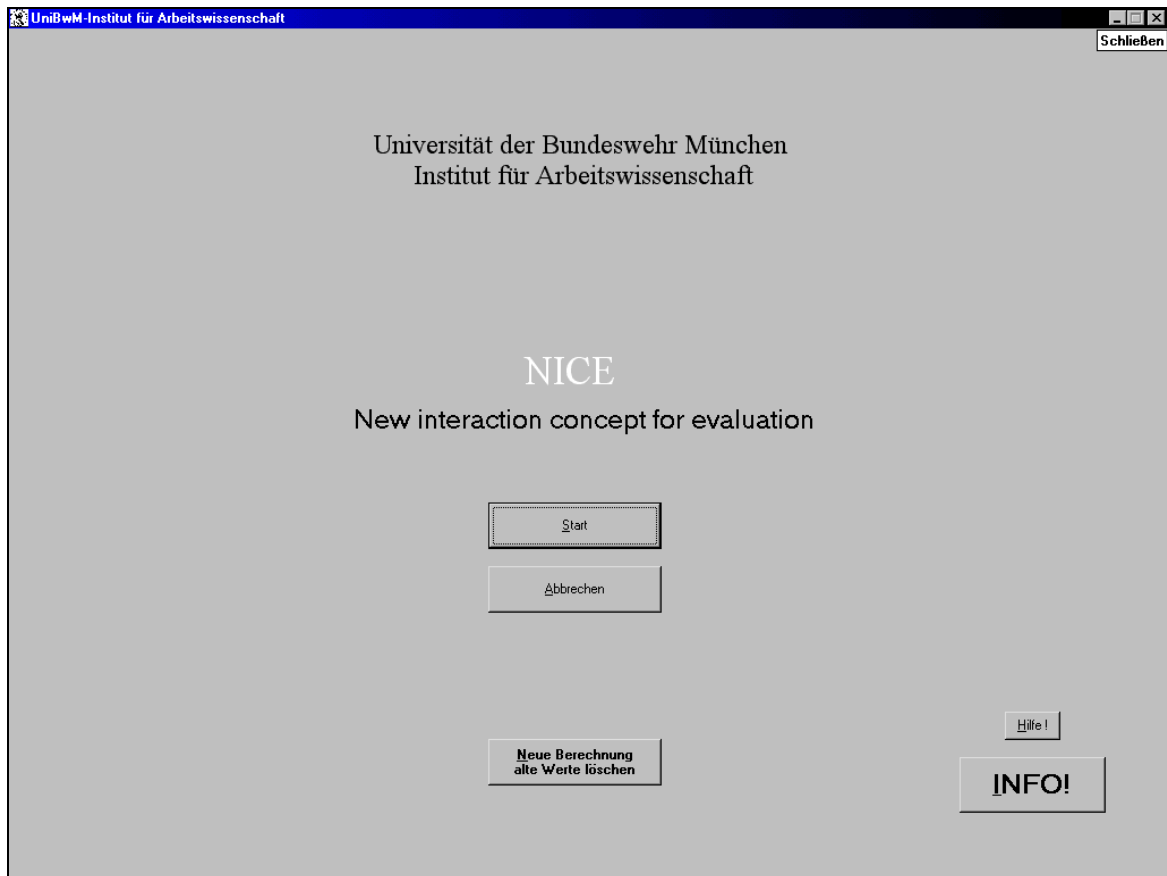 UniBwM-Institut für Arbeitswissenschaft
Schließen
Universität der Bundeswehr München
Institut für Arbeitswissenschaft
NICE
New interaction concept for evaluation
Start
Abbrechen
Hilfe !
Neue Berechnung
alte Werte löschen
INFO!